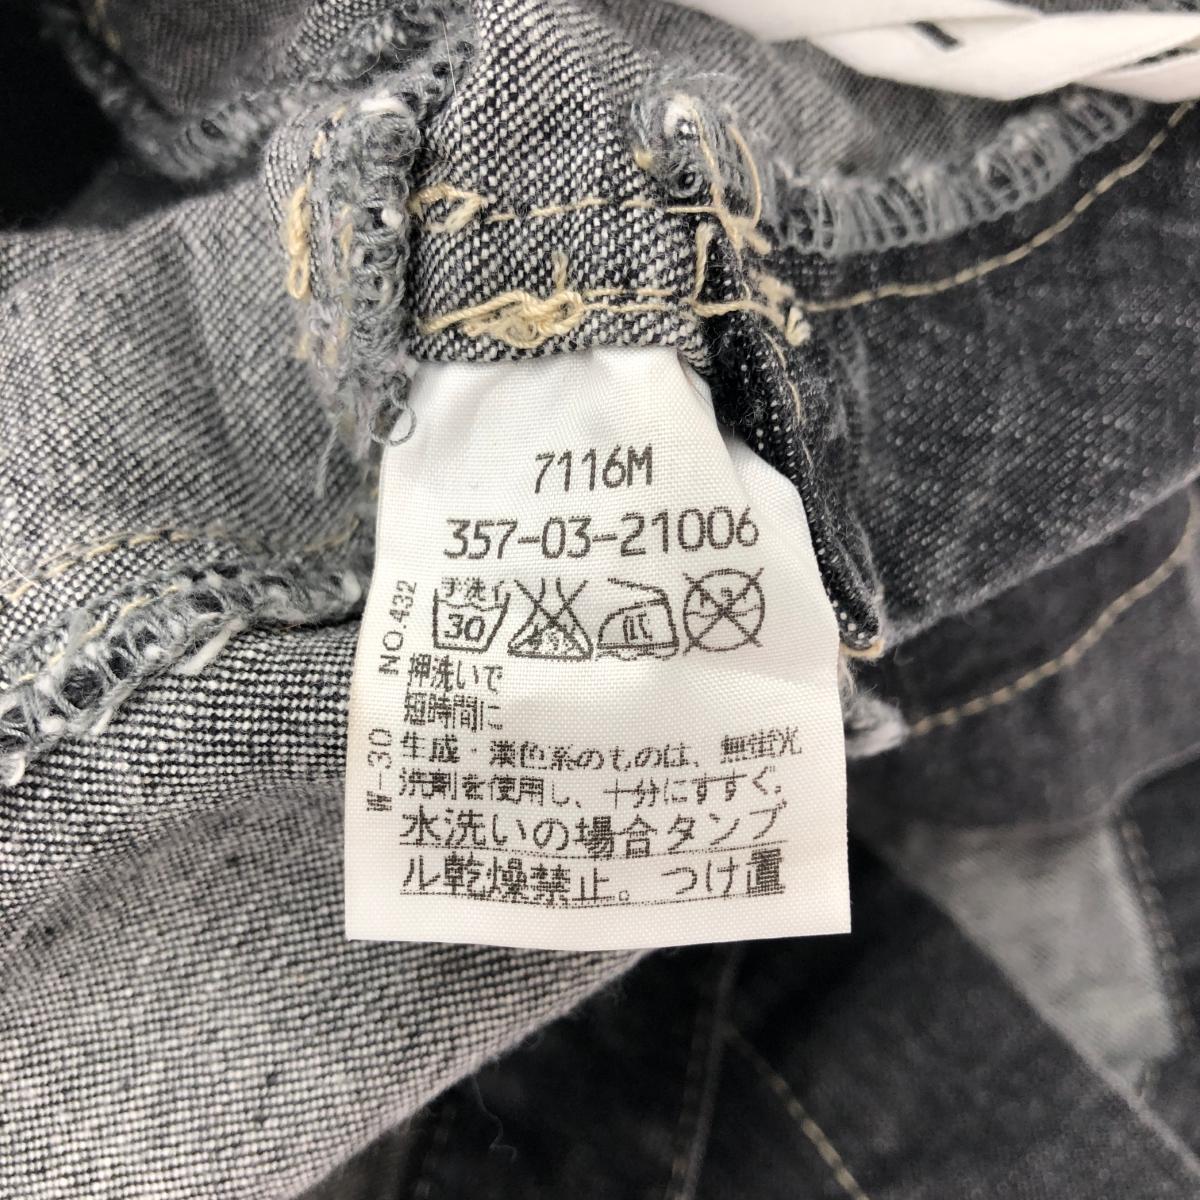 7116M
357-03-21006
NO.432
手洗イ
30
押洗いで
短時間に
W-30
生成・淡色系のものは、無蛍光
洗剤を使用し、十分にすすぐ。
水洗いの場合タンブ
ル乾燥禁止。つけ置